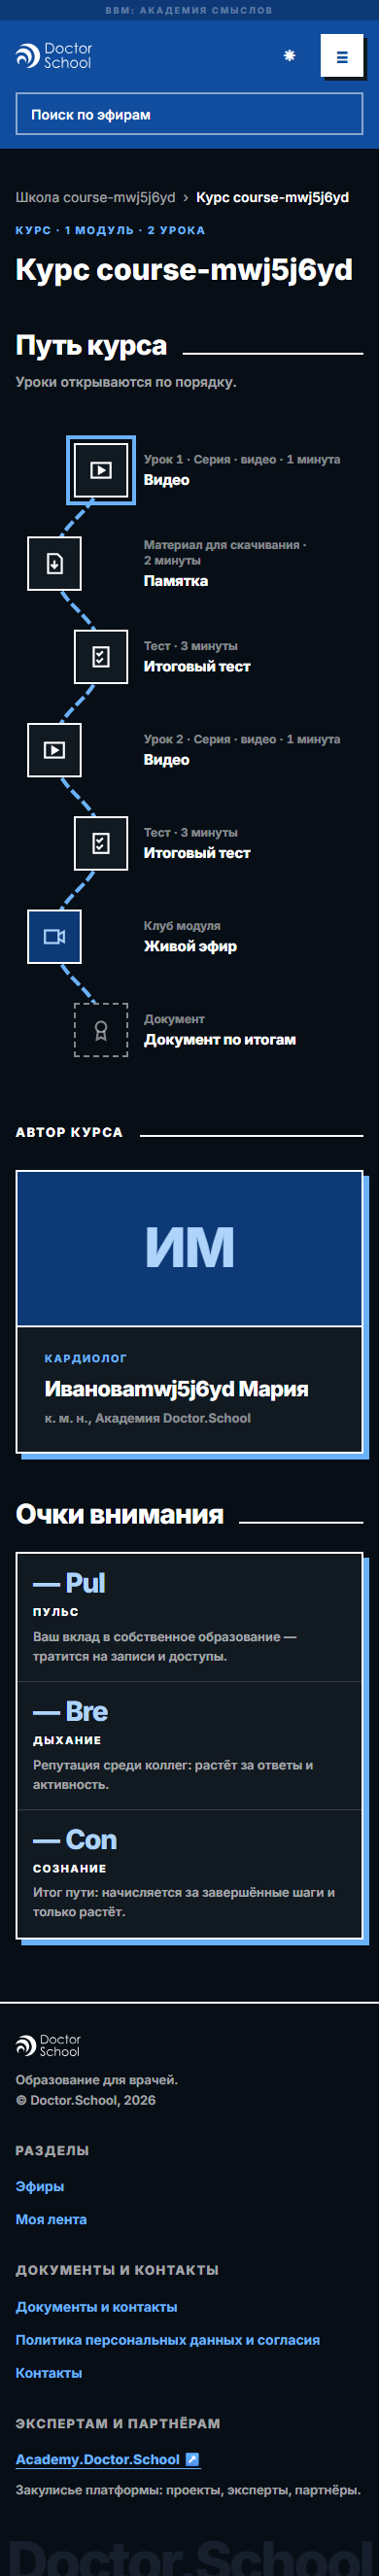 ВВМ: АКАДЕМИЯ СМЫСЛОВ
Doctor
School
Поиск по эфирам
Школа course-mwj5j6yd › Курс course-mwj5j6yd
КУРС · 1 МОДУЛЬ · 2 УРОКА
Курс course-mwj5j6yd
Путь курса
Уроки открываются по порядку.
Урок 1 · Серия · видео · 1 минута
Видео
Материал для скачивания ·
2 минуты
Памятка
Тест · 3 минуты
Итоговый тест
Урок 2 · Серия · видео · 1 минута
Видео
Тест · 3 минуты
Итоговый тест
Клуб модуля
Живой эфир
Документ
Документ по итогам
АВТОР КУРСА
ИМ
КАРДИОЛОГ
Ивановаmwj5j6yd Мария
к. м. н., Академия Doctor.School
Очки внимания
— Pul
ПУЛЬС
Ваш вклад в собственное образование —
тратится на записи и доступы.
— Bre
ДЫХАНИЕ
Репутация среди коллег: растёт за ответы и
активность.
— Con
СОЗНАНИЕ
Итог пути: начисляется за завершённые шаги и
только растёт.
Doctor
School
Образование для врачей.
© Doctor.School, 2026
РАЗДЕЛЫ
Эфиры
Моя лента
ДОКУМЕНТЫ И КОНТАКТЫ
Документы и контакты
Политика персональных данных и согласия
Контакты
ЭКСПЕРТАМ И ПАРТНЁРАМ
Academy.Doctor.School ↗
Закулисье платформы: проекты, эксперты, партнёры.
Doctor.School